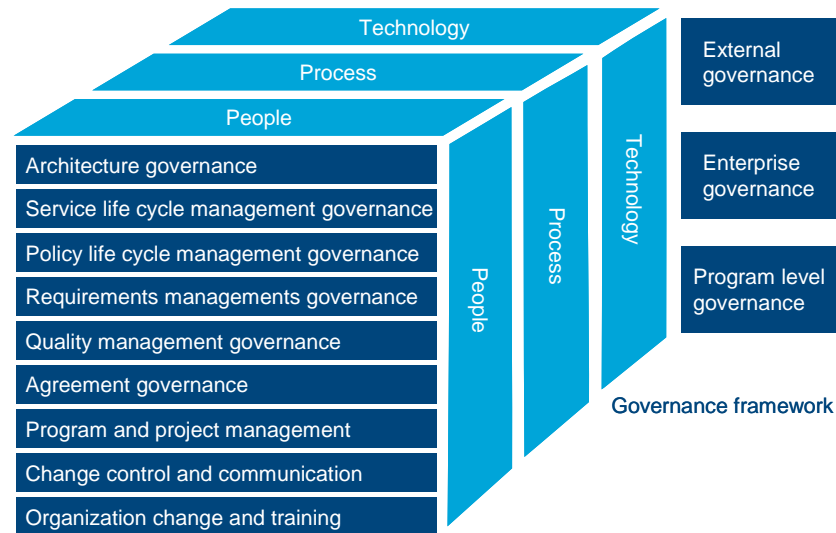 Technology
Process
People
Architecture governance
Service life cycle management governance
Policy life cycle management governance
Requirements managements governance
Quality management governance
Agreement governance
Program and project management
Change control and communication
Organization change and training
People
Process
Technology
External
governance
Enterprise
governance
Program level
governance
Governance framework